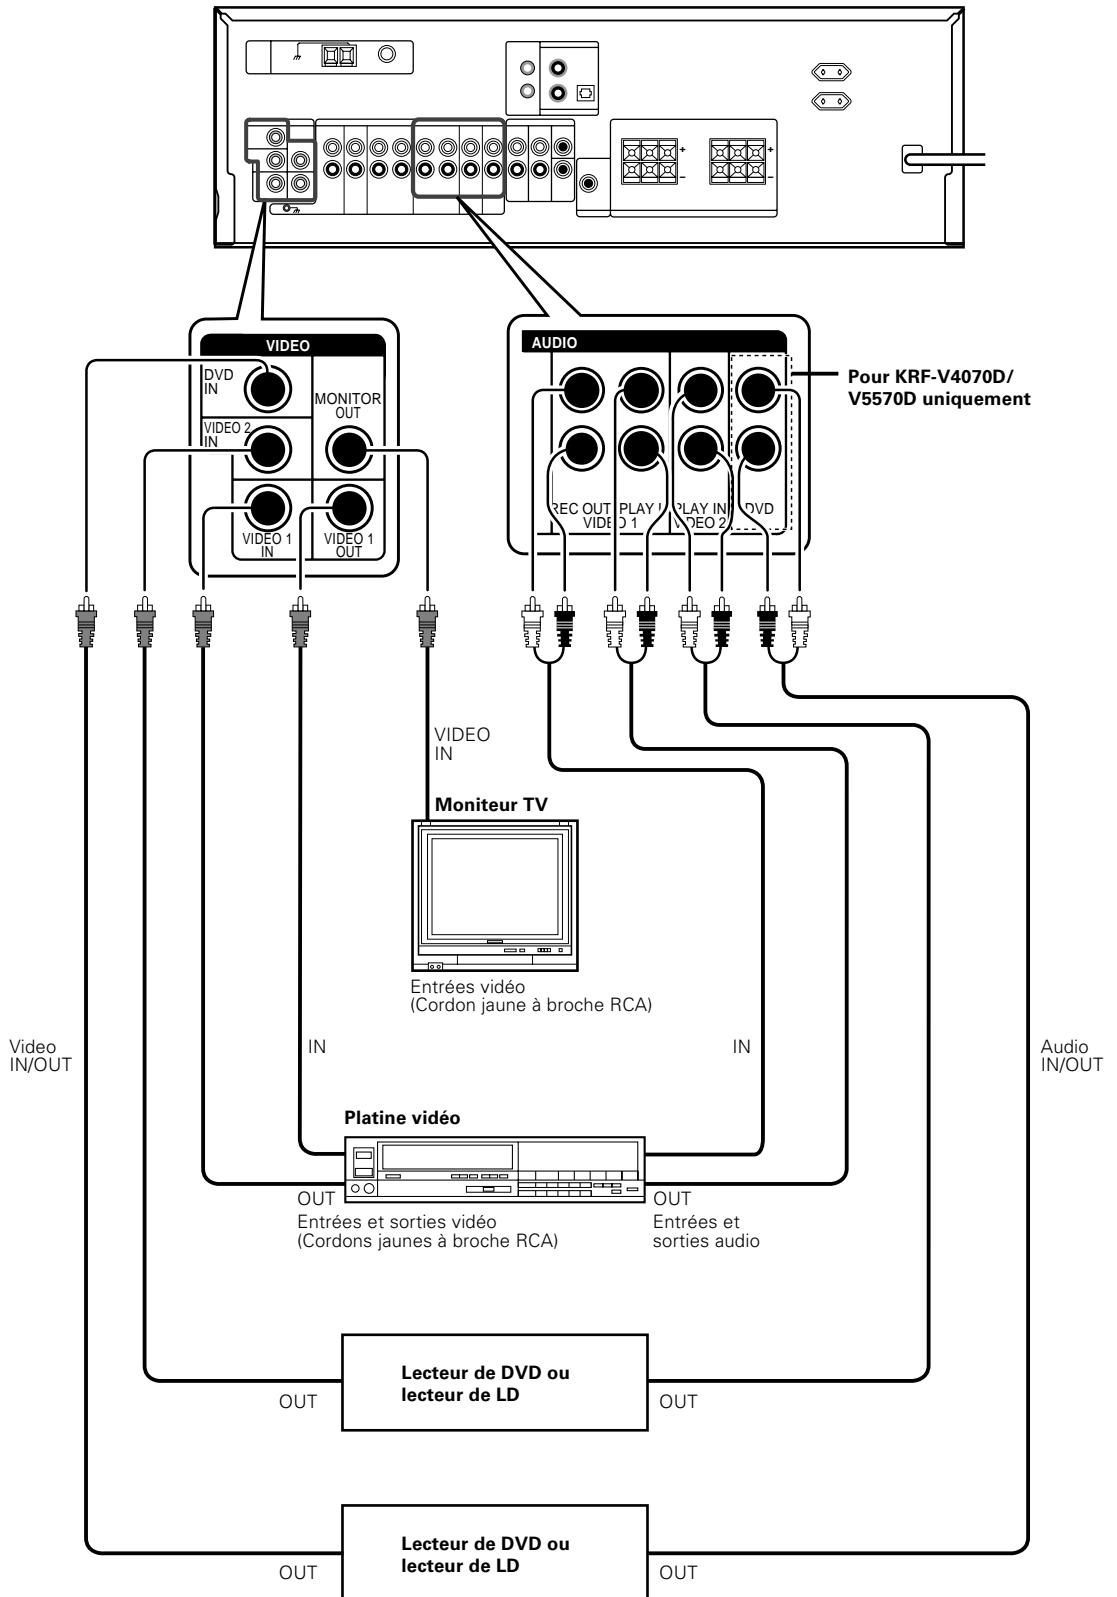 +
+
−
−
VIDEO
DVD
IN
MONITOR
OUT
VIDEO 2
IN
VIDEO 1
IN
VIDEO 1
OUT
AUDIO
REC OUT PLAY
VIDEO 1
PLAY IN
VIDEO 2
DVD
Pour KRF-V4070D/
V5570D uniquement
VIDEO
IN
Moniteur TV
Entrées vidéo
(Cordon jaune à broche RCA)
Video
IN/OUT
IN
IN
Audio
IN/OUT
Platine vidéo
OUT
Entrées et sorties vidéo
(Cordons jaunes à broche RCA)
OUT
Entrées et
sorties audio
Lecteur de DVD ou
lecteur de LD
OUT
OUT
Lecteur de DVD ou
lecteur de LD
OUT
OUT